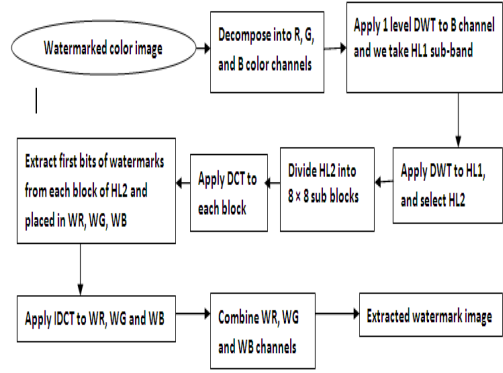 Watermarked color image
Decompose into R, G,
and B color channels
Apply 1 level DWT to B channel
and we take HL1 sub-band
Apply DWT to HL1,
and select HL2
Divide HL2 into
8 × 8 sub blocks
Apply DCT to
each block
Extract first bits of watermarks
from each block of HL2 and
placed in WR, WG, WB
Apply IDCT to WR, WG and WB
Combine WR, WG
and WB channels
Extracted watermark image